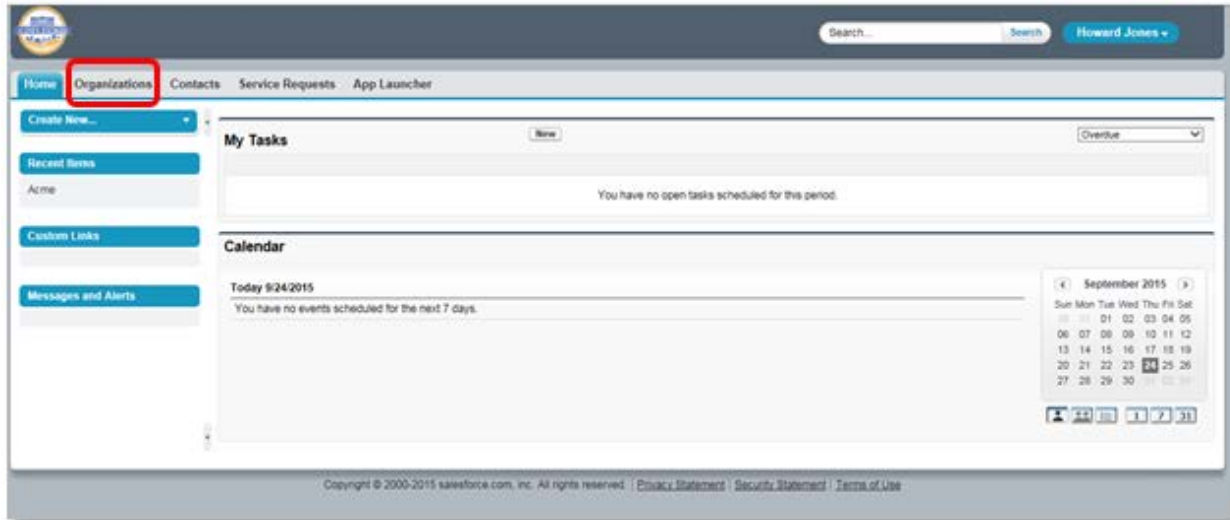 Search...
Search
Howard Jones
Home Organizations Contacts Service Requests App Launcher
Create New...
Recent Items
Acme
Custom Links
Messages and Alerts
My Tasks
New
Overdue
You have no open tasks scheduled for this period.
Calendar
Today 9/24/2015
You have no events scheduled for the next 7 days.
September 2015
Sun Mon Tue Wed Thu Fri Sat
01 02 03 04 05
06 07 08 09 10 11 12
13 14 15 16 17 18 19
20 21 22 23 24 25 26
27 28 29 30
1 7 31
Copyright © 2000-2015 salesforce.com, inc. All rights reserved. | Privacy Statement | Security Statement | Terms of Use